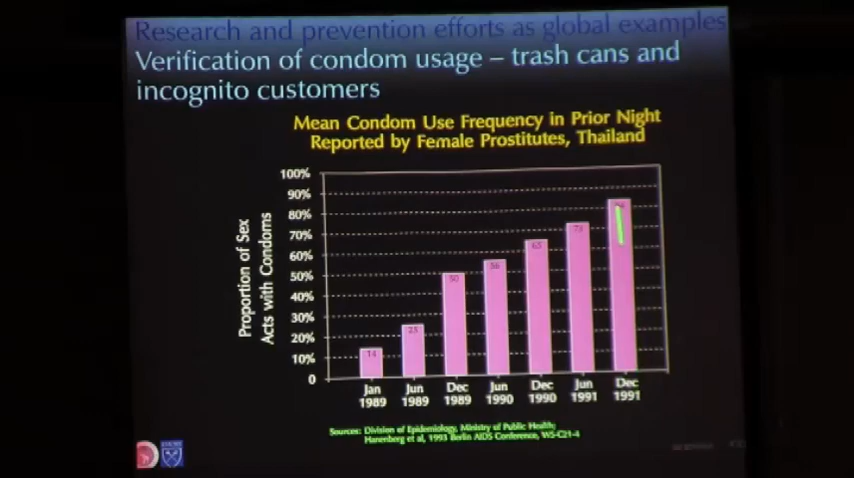 Research and prevention efforts as global examples
Verification of condom usage – trash cans and
incognito customers
Mean Condom Use Frequency in Prior Night
Reported by Female Prostitutes, Thailand
Proportion of Sex
Acts with Condoms
100%
90%
80%
70%
60%
50%
40%
30%
20%
10%
0
14
25
50
56
65
73
Jan
1989
Jun
1989
Dec
1989
Jun
1990
Dec
1990
Jun
1991
Dec
1991
Sources: Division of Epidemiology, Ministry of Public Health;
Hanenberg et al, 1993 Berlin AIDS Conference, WS-C21-4
EMORY